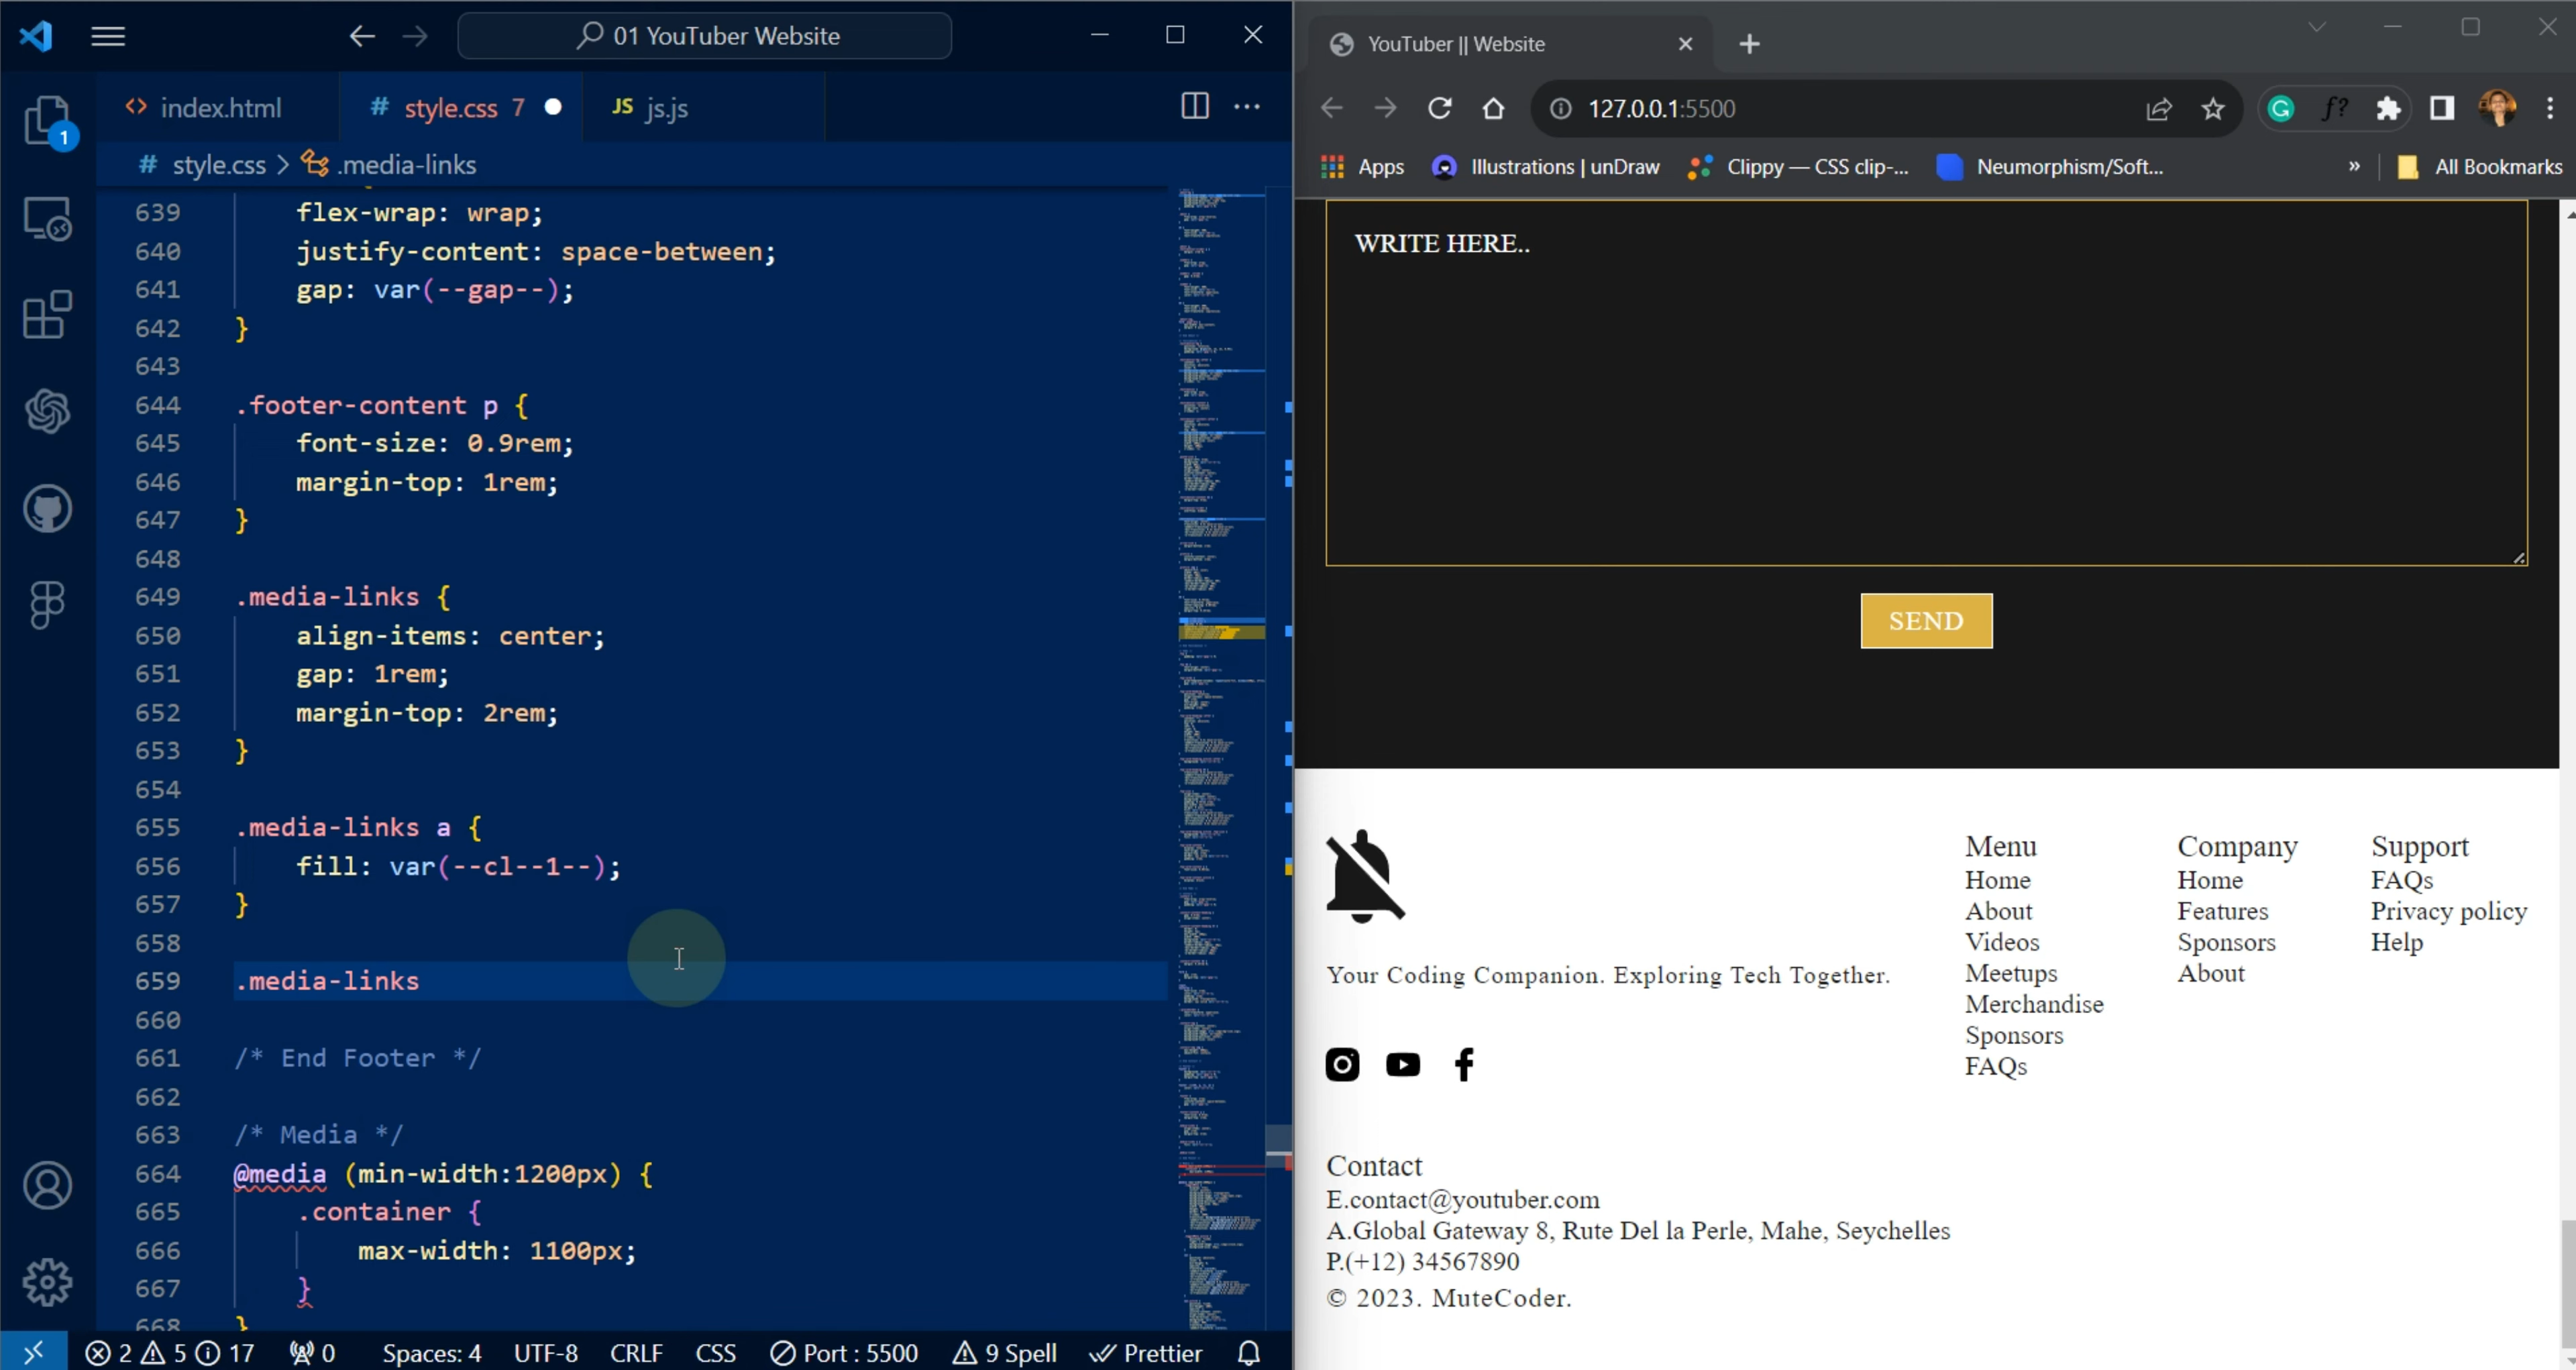 01 YouTuber Website
index.html
# style.css 7
JS js.js
1
# style.css > .media-links
639 flex-wrap: wrap;
640 justify-content: space-between;
641 gap: var(--gap--);
642 }
643
644 .footer-content p {
645 font-size: 0.9rem;
646 margin-top: 1rem;
647 }
648
649 .media-links {
650 align-items: center;
651 gap: 1rem;
652 margin-top: 2rem;
653 }
654
655 .media-links a {
656 fill: var(--cl--1--);
657 }
658
659 .media-links
660
661 /* End Footer */
662
663 /* Media */
664 @media (min-width:1200px) {
665 .container {
666 max-width: 1100px;
667 }
668 }
2 5 17 0 Spaces: 4 UTF-8 CRLF CSS Port : 5500 9 Spell Prettier
YouTuber || Website
127.0.0.1:5500
f?
Apps Illustrations | unDraw Clippy — CSS clip-... Neumorphism/Soft... » All Bookmarks
WRITE HERE..
SEND
Your Coding Companion. Exploring Tech Together.
Menu
Home
About
Videos
Meetups
Merchandise
Sponsors
FAQs
Company
Home
Features
Sponsors
About
Support
FAQs
Privacy policy
Help
Contact
E.contact@youtuber.com
A.Global Gateway 8, Rute Del la Perle, Mahe, Seychelles
P.(+12) 34567890
© 2023. MuteCoder.